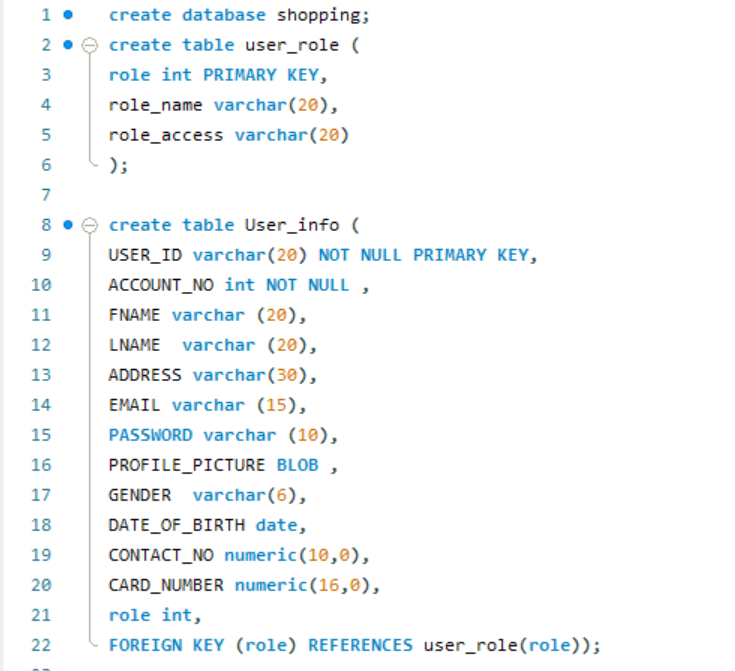 1 create database shopping;
2 create table user_role (
3 role int PRIMARY KEY,
4 role_name varchar(20),
5 role_access varchar(20)
6 );
7
8 create table User_info (
9 USER_ID varchar(20) NOT NULL PRIMARY KEY,
10 ACCOUNT_NO int NOT NULL ,
11 FNAME varchar (20),
12 LNAME  varchar (20),
13 ADDRESS varchar(30),
14 EMAIL varchar (15),
15 PASSWORD varchar (10),
16 PROFILE_PICTURE BLOB ,
17 GENDER  varchar(6),
18 DATE_OF_BIRTH date,
19 CONTACT_NO numeric(10,0),
20 CARD_NUMBER numeric(16,0),
21 role int,
22 FOREIGN KEY (role) REFERENCES user_role(role));